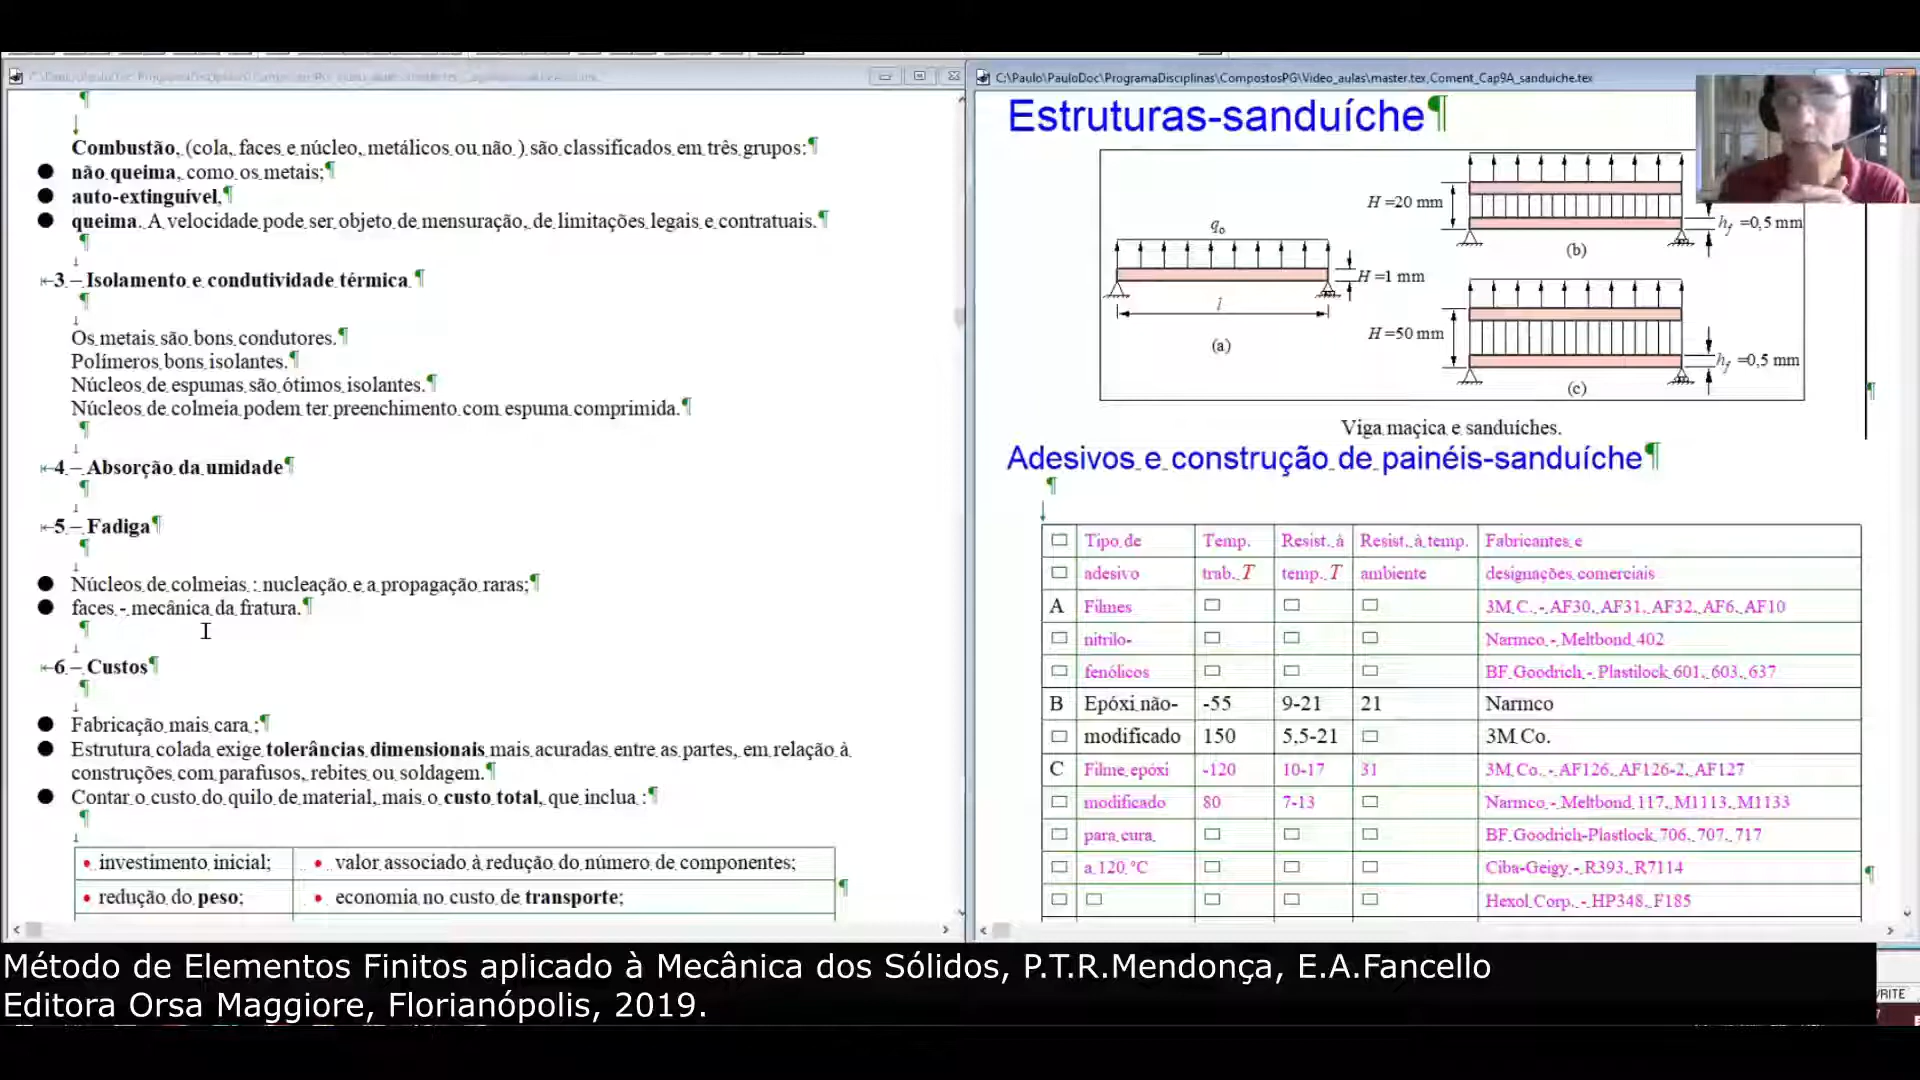 C:\Paulo\PauloDoc\ProgramaDisciplinas\CompostosPG\Video_aulas\master.tex,Coment_Cap9A_sanduiche.tex
Combustão, (cola, faces e núcleo, metálicos ou não ) são classificados em três grupos:
não queima, como os metais;
auto-extinguível,
queima. A velocidade pode ser objeto de mensuração, de limitações legais e contratuais.
3 – Isolamento e condutividade térmica
Os metais são bons condutores.
Polímeros bons isolantes.
Núcleos de espumas são ótimos isolantes.
Núcleos de colmeia podem ter preenchimento com espuma comprimida.
4 – Absorção da umidade
5 – Fadiga
Núcleos de colmeias : nucleação e a propagação raras;
faces - mecânica da fratura.
6 – Custos
Fabricação mais cara ;
Estrutura colada exige tolerâncias dimensionais mais acuradas entre as partes, em relação à
construções com parafusos, rebites ou soldagem.
Contar o custo do quilo de material, mais o custo total, que inclua :
• investimento inicial; • valor associado à redução do número de componentes;
• redução do peso; • economia no custo de transporte;
Estruturas-sanduíche
q₀
H =1 mm
l
(a)
H =20 mm
h_f =0,5 mm
(b)
H =50 mm
h_f =0,5 mm
(c)
Viga maçica e sanduíches.
Adesivos e construção de painéis-sanduíche
Tipo de Temp. Resist. à Resist. à temp. Fabricantes e
adesivo trab. T temp. T ambiente designações comerciais
A Filmes 3M C. - AF30. AF31. AF32. AF6. AF10
nitrilo- Narmco - Meltbond 402
fenólicos BF Goodrich - Plastilock 601. 603. 637
B Epóxi não- -55 9-21 21 Narmco
modificado 150 5,5-21 3M Co.
C Filme epóxi -120 10-17 31 3M Co. - AF126. AF126-2. AF127
modificado 80 7-13 Narmco - Meltbond 117. M1113. M1133
para cura BF Goodrich-Plastlock 706. 707. 717
a 120 °C Ciba-Geigy - R393. R7114
Hexol Corp. - HP348. F185
Método de Elementos Finitos aplicado à Mecânica dos Sólidos, P.T.R.Mendonça, E.A.Fancello
Editora Orsa Maggiore, Florianópolis, 2019.